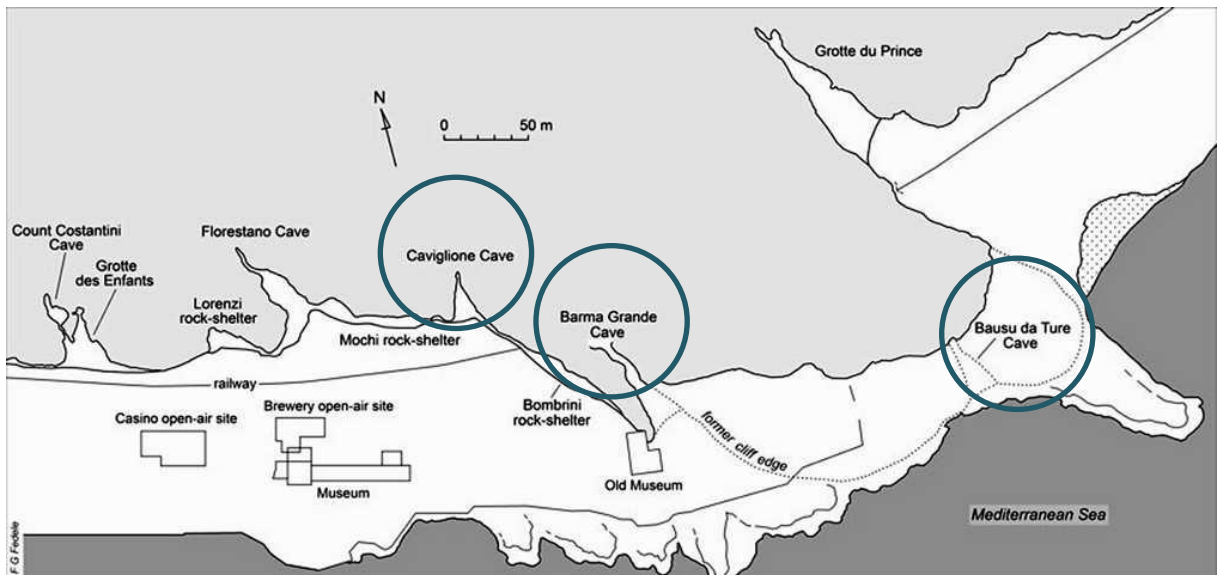 Grotte du Prince
N
0 50 m
Count Costantini
Cave
Florestano Cave
Caviglione Cave
Grotte
des Enfants
Lorenzi
rock-shelter
Barma Grande
Cave
Mochi rock-shelter
Bausu da Ture
Cave
railway
Bombrini
rock-shelter
Casino open-air site
Brewery open-air site
former cliff edge
Museum
Old Museum
Mediterranean Sea
F G Fedele